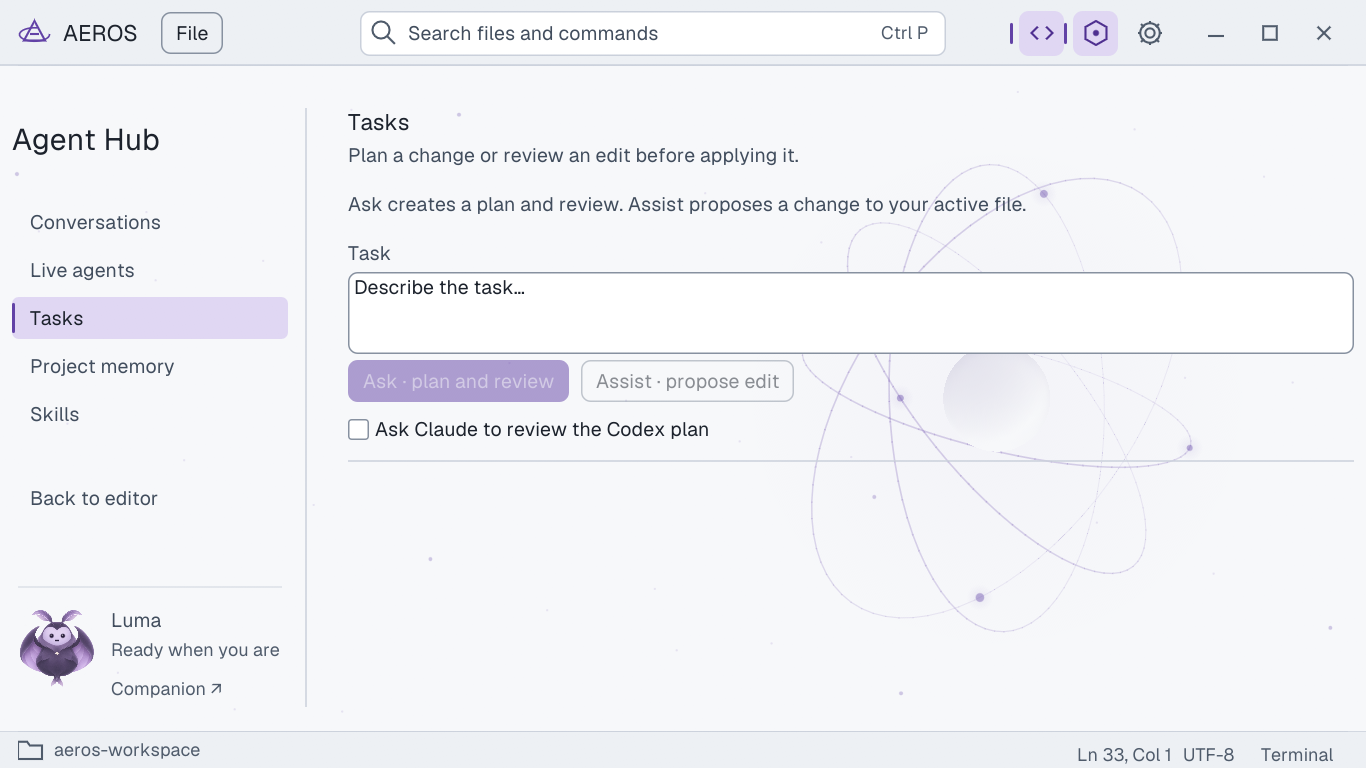 AEROS
File
Search files and commands
Ctrl P
Agent Hub
Conversations
Live agents
Tasks
Project memory
Skills
Back to editor
Luma
Ready when you are
Companion
Tasks
Plan a change or review an edit before applying it.
Ask creates a plan and review. Assist proposes a change to your active file.
Task
Describe the task…
Ask · plan and review
Assist · propose edit
Ask Claude to review the Codex plan
aeros-workspace
Ln 33, Col 1
UTF-8
Terminal